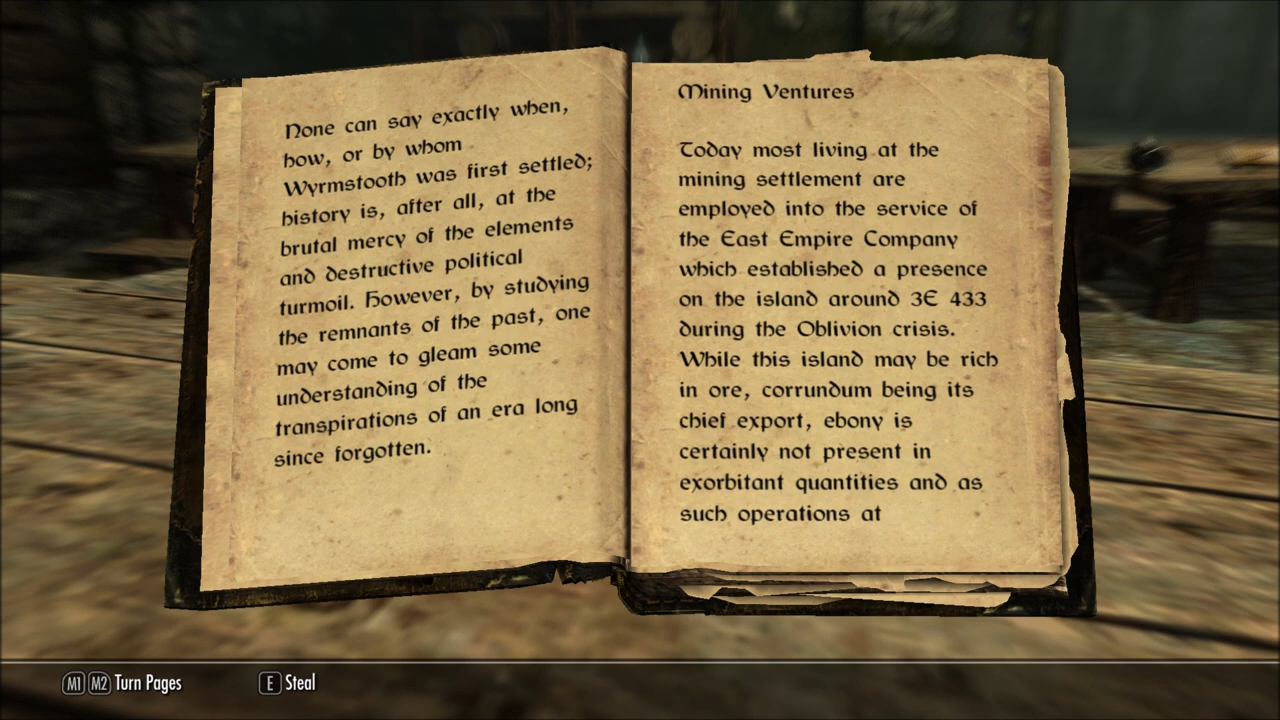 None can say exactly when,
how, or by whom
Wyrmstooth was first settled;
history is, after all, at the
brutal mercy of the elements
and destructive political
turmoil. However, by studying
the remnants of the past, one
may come to gleam some
understanding of the
transpirations of an era long
since forgotten.
Mining Ventures
Today most living at the
mining settlement are
employed into the service of
the East Empire Company
which established a presence
on the island around 3E 433
during the Oblivion crisis.
While this island may be rich
in ore, corrundum being its
chief export, ebony is
certainly not present in
exorbitant quantities and as
such operations at
M1 M2 Turn Pages
E Steal